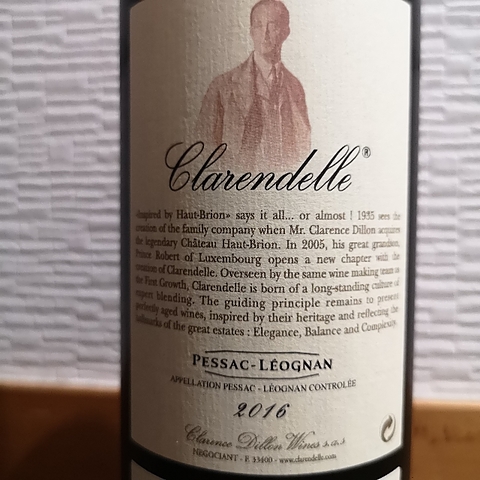 Clarendelle®
«Inspired by Haut-Brion» says it all... or almost ! 1935 sees the
creation of the family company when Mr. Clarence Dillon acquires
the legendary Château Haut-Brion. In 2005, his great grandson,
Prince Robert of Luxembourg opens a new chapter with the
creation of Clarendelle. Overseen by the same wine making team as
the First Growth, Clarendelle is born of a long-standing culture of
expert blending. The guiding principle remains to present
perfectly aged wines, inspired by their heritage and reflecting the
hallmarks of the great estates : Elegance, Balance and Complexity.
PESSAC-LÉOGNAN
APPELLATION PESSAC - LÉOGNAN CONTROLÉE
2016
Clarence Dillon Wines s.a.s
NEGOCIANT - F 33400 - www.clarendelle.com